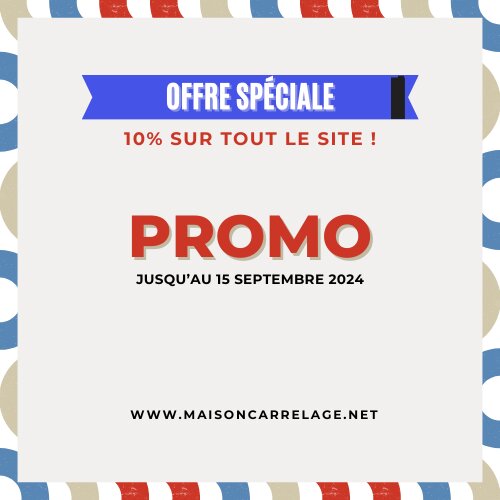 OFFRE SPÉCIALE
10% SUR TOUT LE SITE !
PROMO
JUSQU'AU 15 SEPTEMBRE 2024
WWW.MAISONCARRELAGE.NET